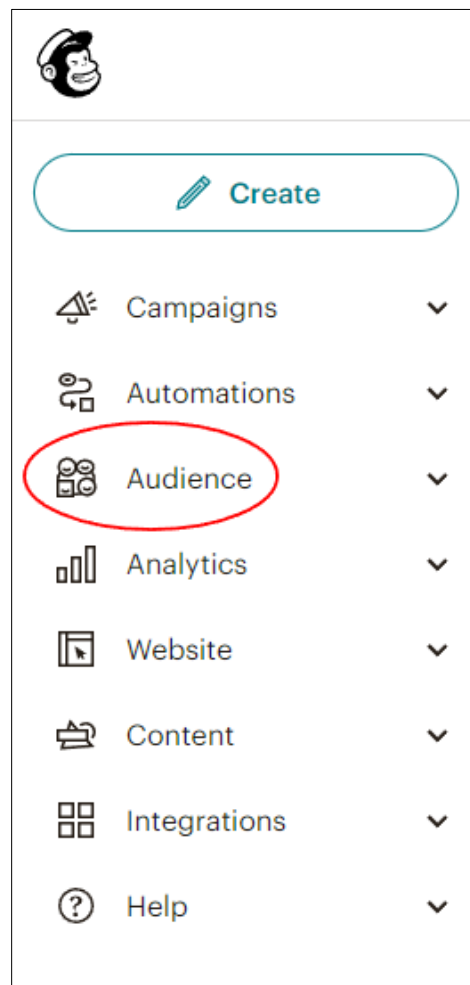 Create
Campaigns
Automations
Audience
Analytics
Website
Content
Integrations
Help